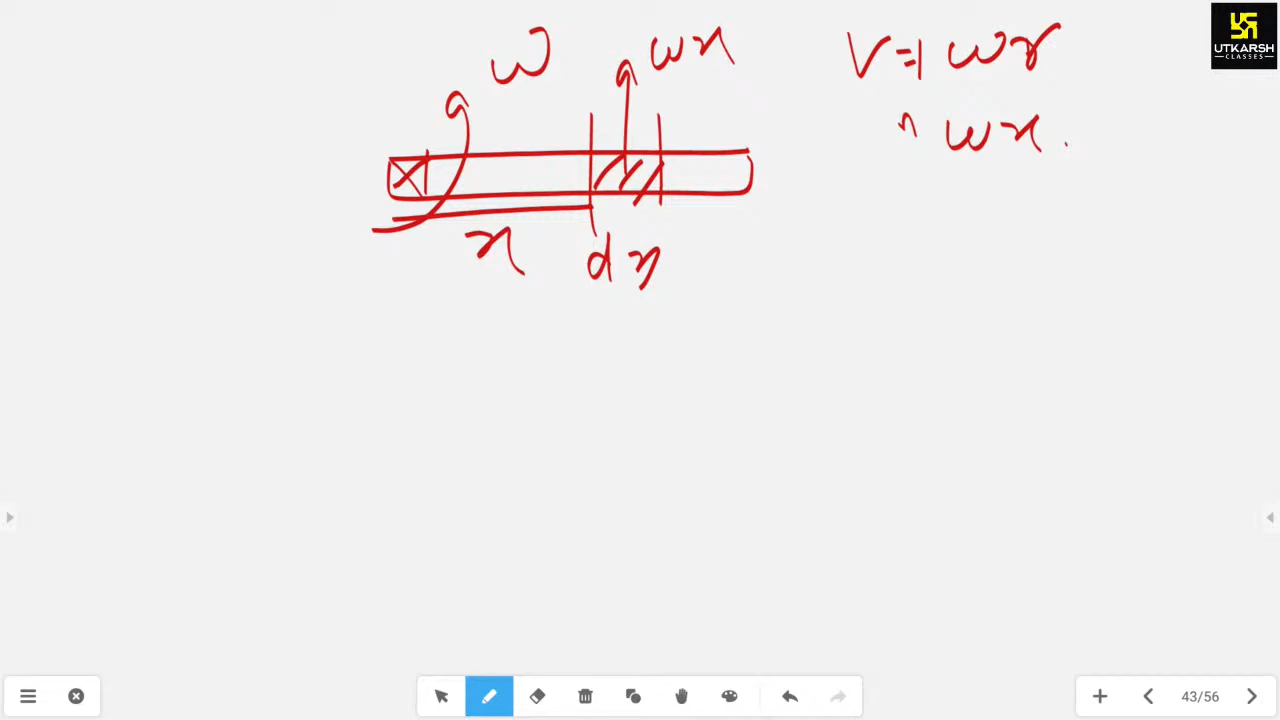 ω
ωx
V = ωr
" ωx.
x
dx
UTKARSH
CLASSES
43/56